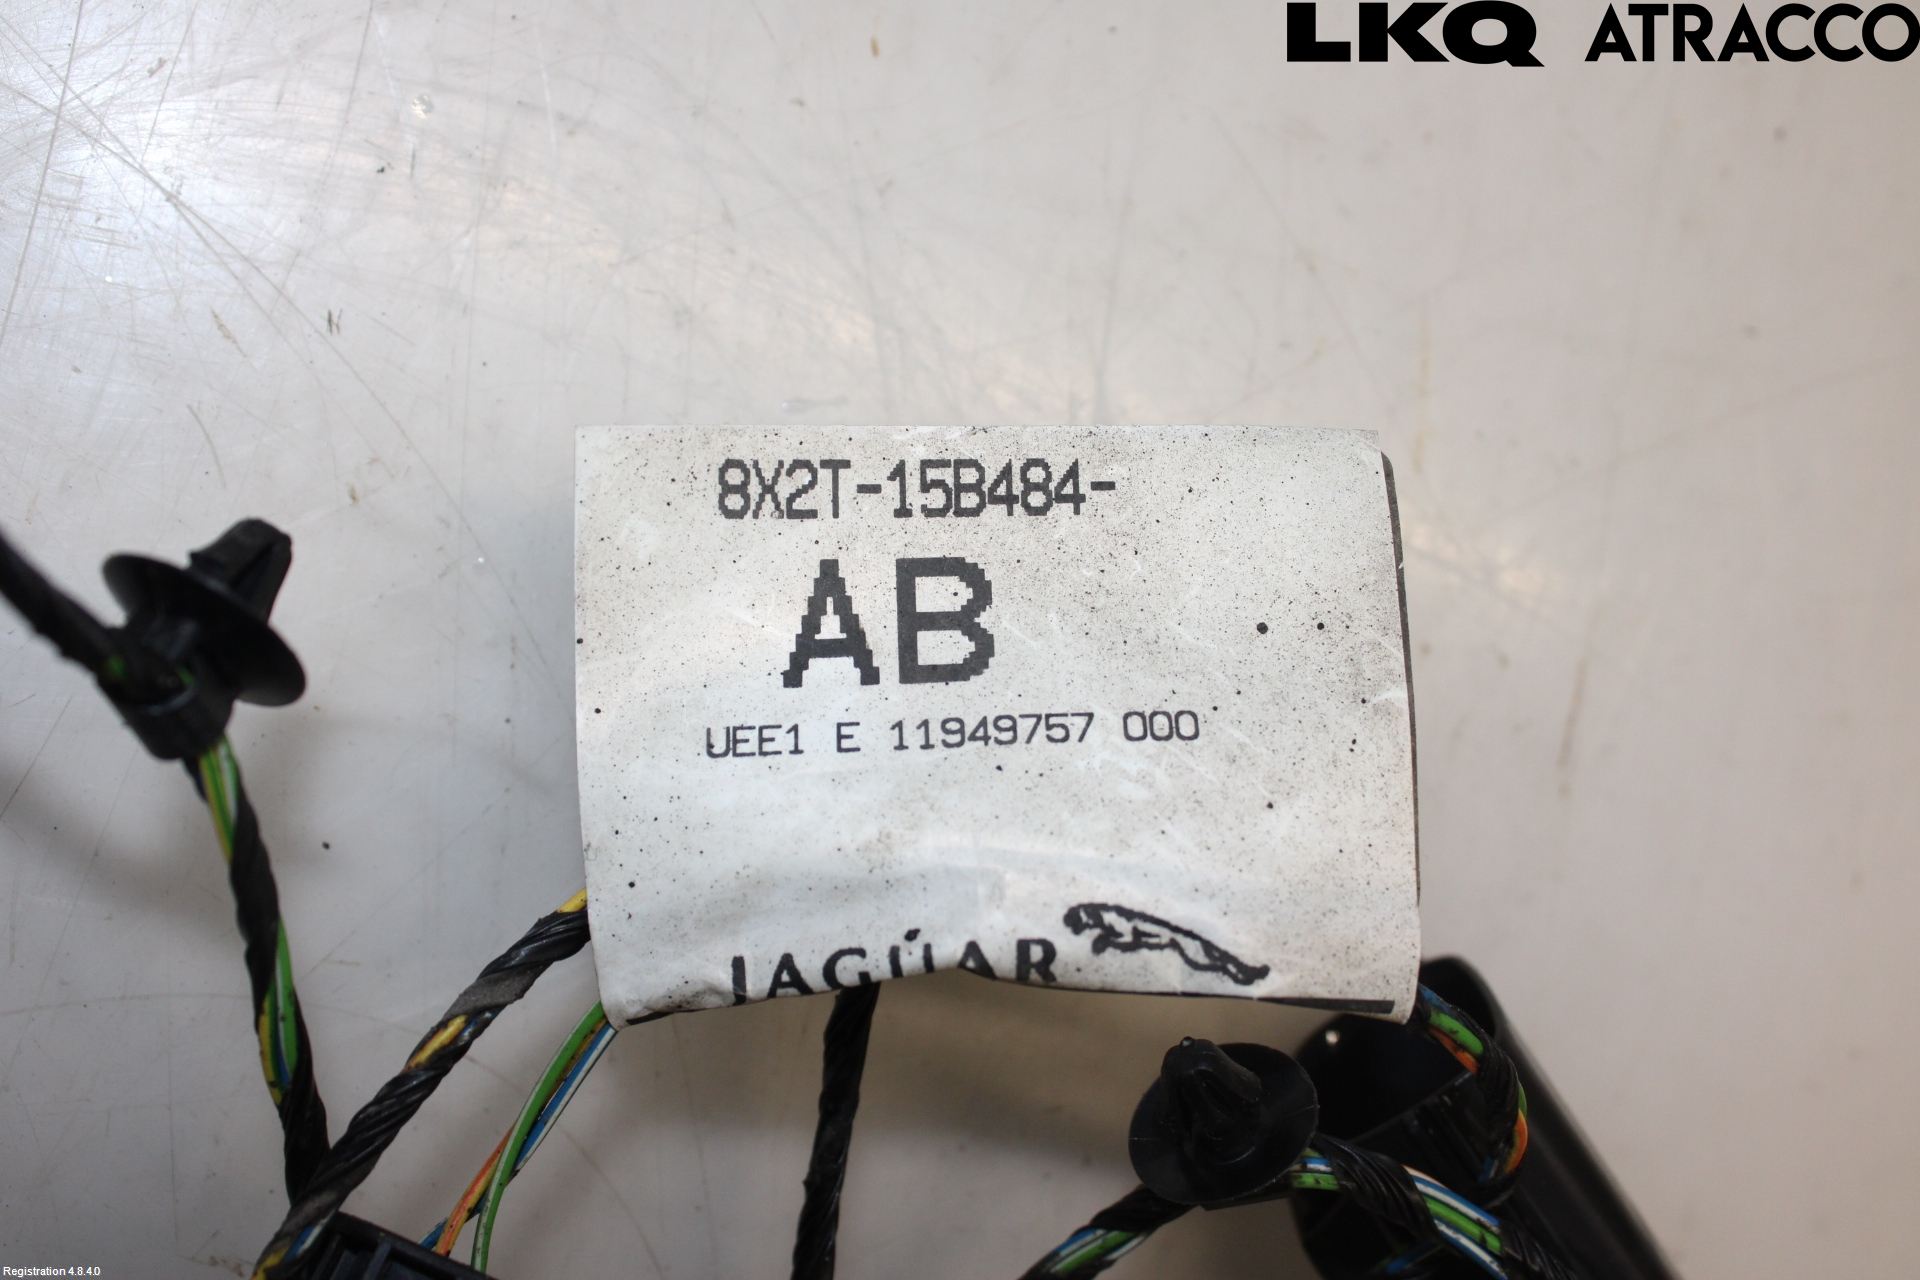 LKQ ATRACCO
8X2T-15B484-
AB
UEE1 E 11949757 000
JAGUAR
Registration 4.8.4.0